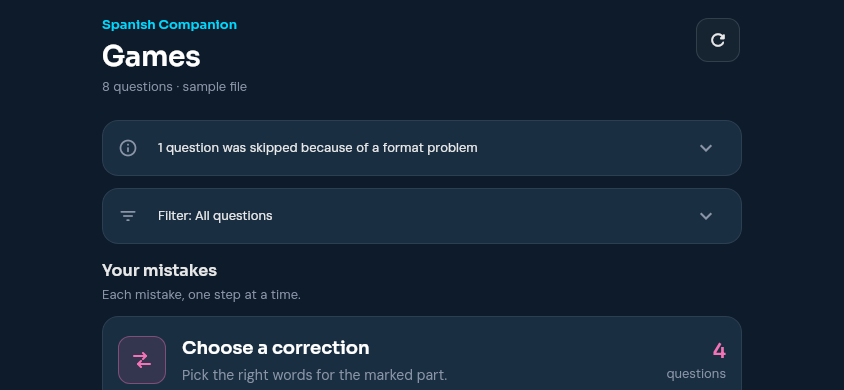 Spanish Companion
Games
8 questions · sample file
1 question was skipped because of a format problem
Filter: All questions
Your mistakes
Each mistake, one step at a time.
Choose a correction
4
Pick the right words for the marked part.
questions